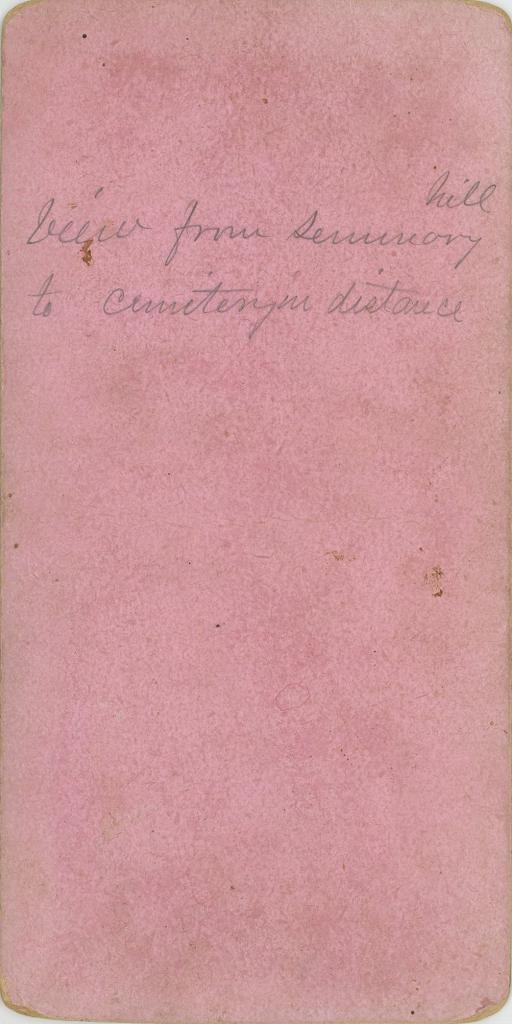 hill
View from Seminary
to cemetery in distance